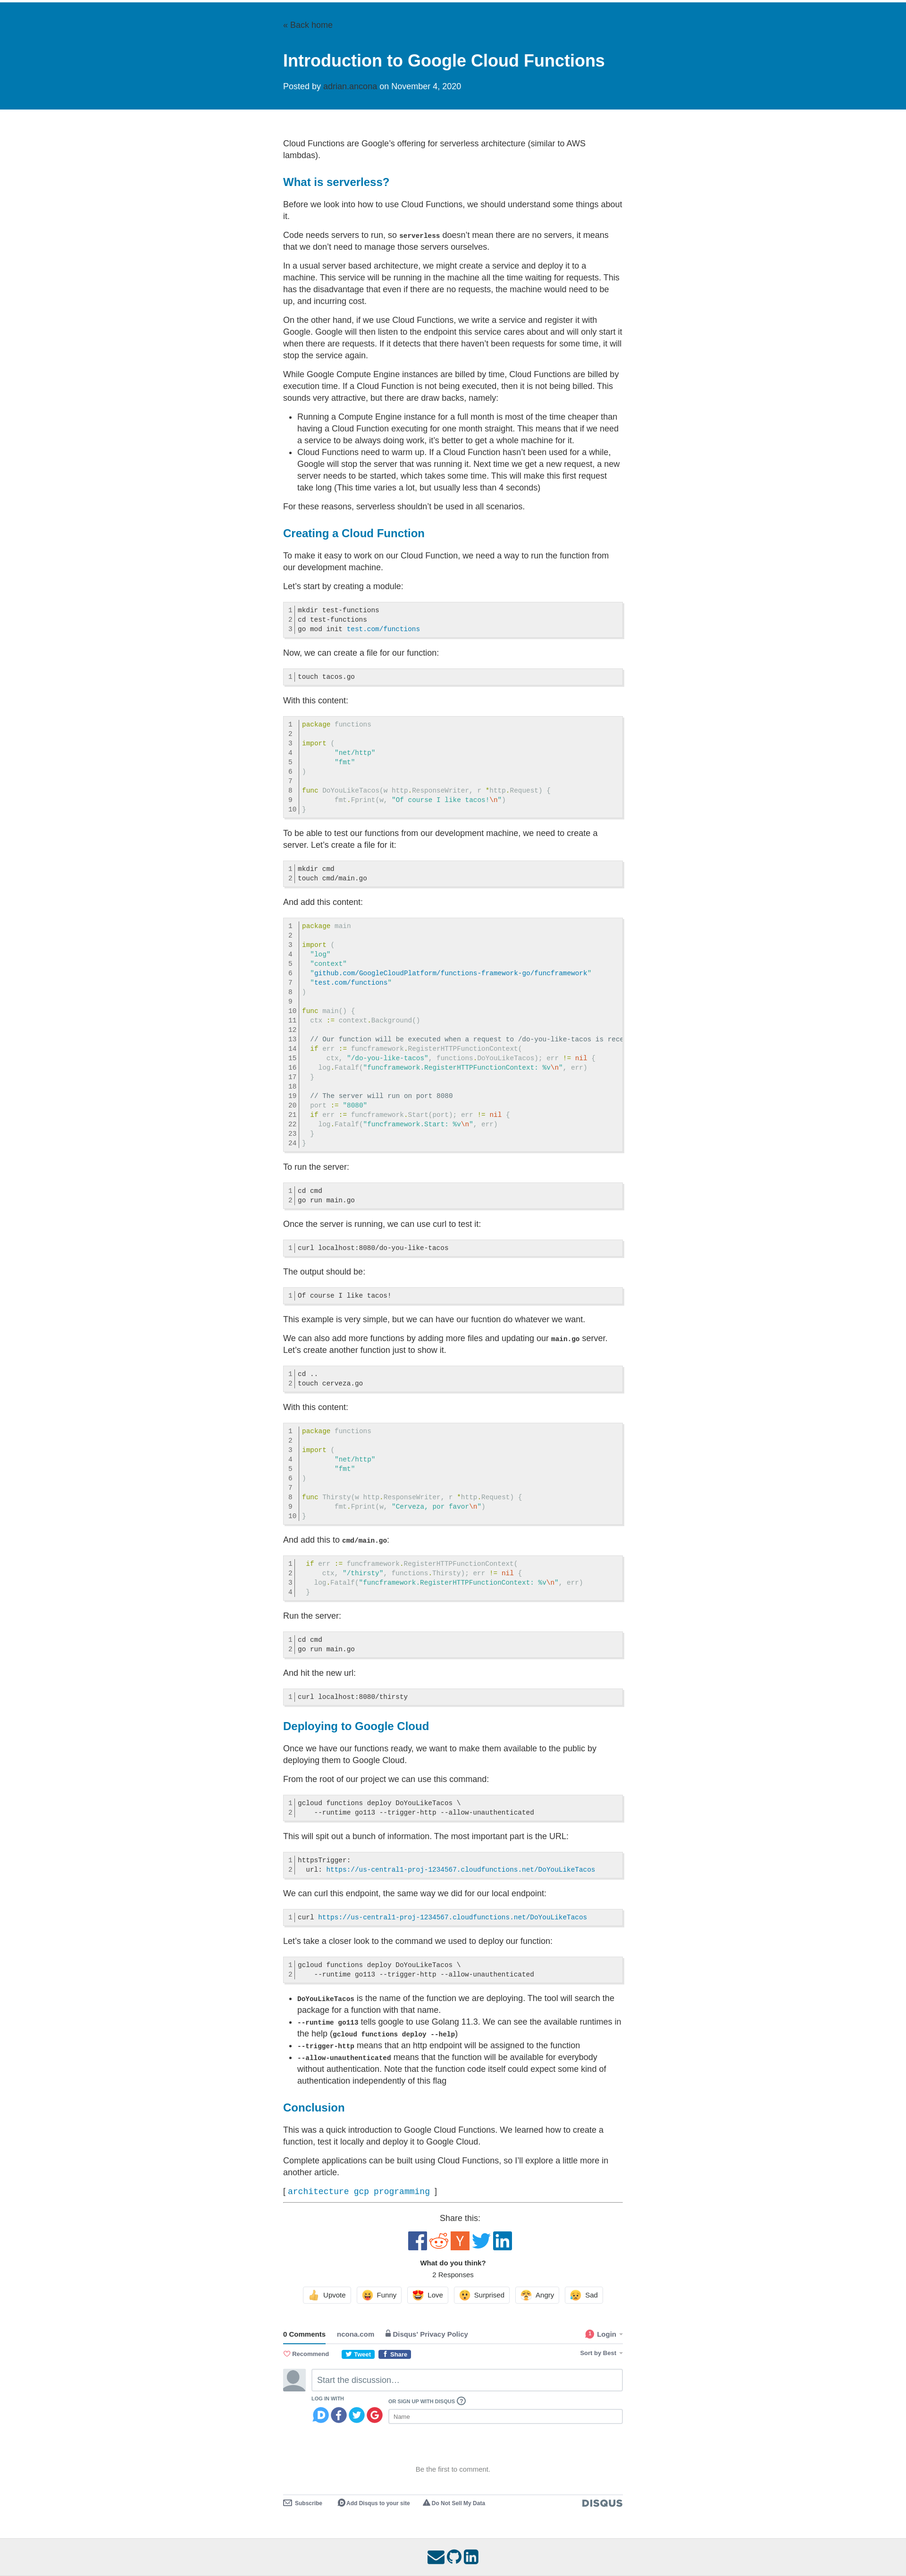 « Back home
Introduction to Google Cloud Functions
Posted by adrian.ancona on November 4, 2020
Cloud Functions are Google's offering for serverless architecture (similar to AWS
lambdas).
What is serverless?
Before we look into how to use Cloud Functions, we should understand some things about
it.
Code needs servers to run, so serverless doesn't mean there are no servers, it means
that we don't need to manage those servers ourselves.
In a usual server based architecture, we might create a service and deploy it to a
machine. This service will be running in the machine all the time waiting for requests. This
has the disadvantage that even if there are no requests, the machine would need to be
up, and incurring cost.
On the other hand, if we use Cloud Functions, we write a service and register it with
Google. Google will then listen to the endpoint this service cares about and will only start it
when there are requests. If it detects that there haven't been requests for some time, it will
stop the service again.
While Google Compute Engine instances are billed by time, Cloud Functions are billed by
execution time. If a Cloud Function is not being executed, then it is not being billed. This
sounds very attractive, but there are draw backs, namely:
• Running a Compute Engine instance for a full month is most of the time cheaper than
having a Cloud Function executing for one month straight. This means that if we need
a service to be always doing work, it's better to get a whole machine for it.
• Cloud Functions need to warm up. If a Cloud Function hasn't been used for a while,
Google will stop the server that was running it. Next time we get a new request, a new
server needs to be started, which takes some time. This will make this first request
take long (This time varies a lot, but usually less than 4 seconds)
For these reasons, serverless shouldn't be used in all scenarios.
Creating a Cloud Function
To make it easy to work on our Cloud Function, we need a way to run the function from
our development machine.
Let's start by creating a module:
1 mkdir test-functions
2 cd test-functions
3 go mod init test.com/functions
Now, we can create a file for our function:
1 touch tacos.go
With this content:
1 package functions
2
3 import (
4         "net/http"
5         "fmt"
6 )
7
8 func DoYouLikeTacos(w http.ResponseWriter, r *http.Request) {
9         fmt.Fprint(w, "Of course I like tacos!\n")
10 }
To be able to test our functions from our development machine, we need to create a
server. Let's create a file for it:
1 mkdir cmd
2 touch cmd/main.go
And add this content:
1 package main
2
3 import (
4   "log"
5   "context"
6   "github.com/GoogleCloudPlatform/functions-framework-go/funcframework"
7   "test.com/functions"
8 )
9
10 func main() {
11   ctx := context.Background()
12
13   // Our function will be executed when a request to /do-you-like-tacos is rece
14   if err := funcframework.RegisterHTTPFunctionContext(
15       ctx, "/do-you-like-tacos", functions.DoYouLikeTacos); err != nil {
16     log.Fatalf("funcframework.RegisterHTTPFunctionContext: %v\n", err)
17   }
18
19   // The server will run on port 8080
20   port := "8080"
21   if err := funcframework.Start(port); err != nil {
22     log.Fatalf("funcframework.Start: %v\n", err)
23   }
24 }
To run the server:
1 cd cmd
2 go run main.go
Once the server is running, we can use curl to test it:
1 curl localhost:8080/do-you-like-tacos
The output should be:
1 Of course I like tacos!
This example is very simple, but we can have our fucntion do whatever we want.
We can also add more functions by adding more files and updating our main.go server.
Let's create another function just to show it.
1 cd ..
2 touch cerveza.go
With this content:
1 package functions
2
3 import (
4         "net/http"
5         "fmt"
6 )
7
8 func Thirsty(w http.ResponseWriter, r *http.Request) {
9         fmt.Fprint(w, "Cerveza, por favor\n")
10 }
And add this to cmd/main.go:
1   if err := funcframework.RegisterHTTPFunctionContext(
2       ctx, "/thirsty", functions.Thirsty); err != nil {
3     log.Fatalf("funcframework.RegisterHTTPFunctionContext: %v\n", err)
4   }
Run the server:
1 cd cmd
2 go run main.go
And hit the new url:
1 curl localhost:8080/thirsty
Deploying to Google Cloud
Once we have our functions ready, we want to make them available to the public by
deploying them to Google Cloud.
From the root of our project we can use this command:
1 gcloud functions deploy DoYouLikeTacos \
2     --runtime go113 --trigger-http --allow-unauthenticated
This will spit out a bunch of information. The most important part is the URL:
1 httpsTrigger:
2   url: https://us-central1-proj-1234567.cloudfunctions.net/DoYouLikeTacos
We can curl this endpoint, the same way we did for our local endpoint:
1 curl https://us-central1-proj-1234567.cloudfunctions.net/DoYouLikeTacos
Let's take a closer look to the command we used to deploy our function:
1 gcloud functions deploy DoYouLikeTacos \
2     --runtime go113 --trigger-http --allow-unauthenticated
• DoYouLikeTacos is the name of the function we are deploying. The tool will search the
package for a function with that name.
• --runtime go113 tells google to use Golang 11.3. We can see the available runtimes in
the help (gcloud functions deploy --help)
• --trigger-http means that an http endpoint will be assigned to the function
• --allow-unauthenticated means that the function will be available for everybody
without authentication. Note that the function code itself could expect some kind of
authentication independently of this flag
Conclusion
This was a quick introduction to Google Cloud Functions. We learned how to create a
function, test it locally and deploy it to Google Cloud.
Complete applications can be built using Cloud Functions, so I'll explore a little more in
another article.
[ architecture gcp programming ]
Share this:
What do you think?
2 Responses
Upvote Funny Love Surprised Angry Sad
0 Comments ncona.com Disqus' Privacy Policy 1 Login
Recommend Tweet Share Sort by Best
Start the discussion…
LOG IN WITH
OR SIGN UP WITH DISQUS ?
Name
Be the first to comment.
Subscribe Add Disqus to your site Do Not Sell My Data DISQUS